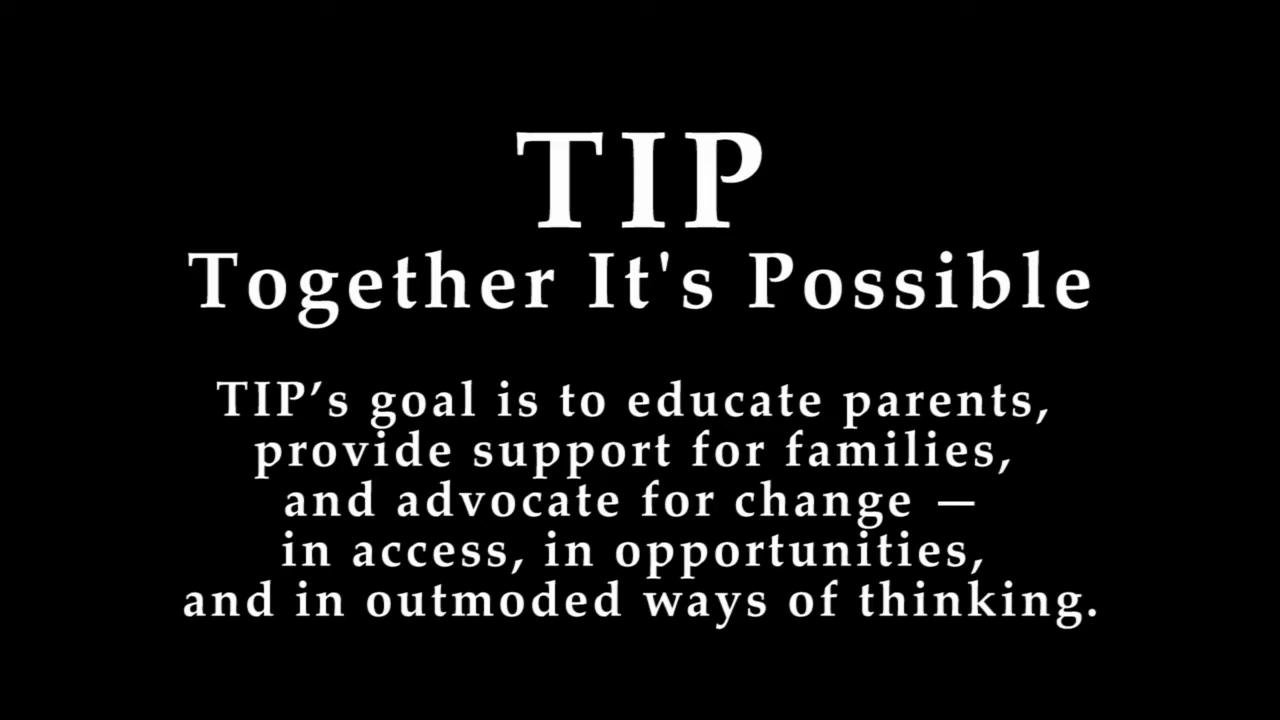 TIP
Together It's Possible
TIP’s goal is to educate parents,
provide support for families,
and advocate for change —
in access, in opportunities,
and in outmoded ways of thinking.